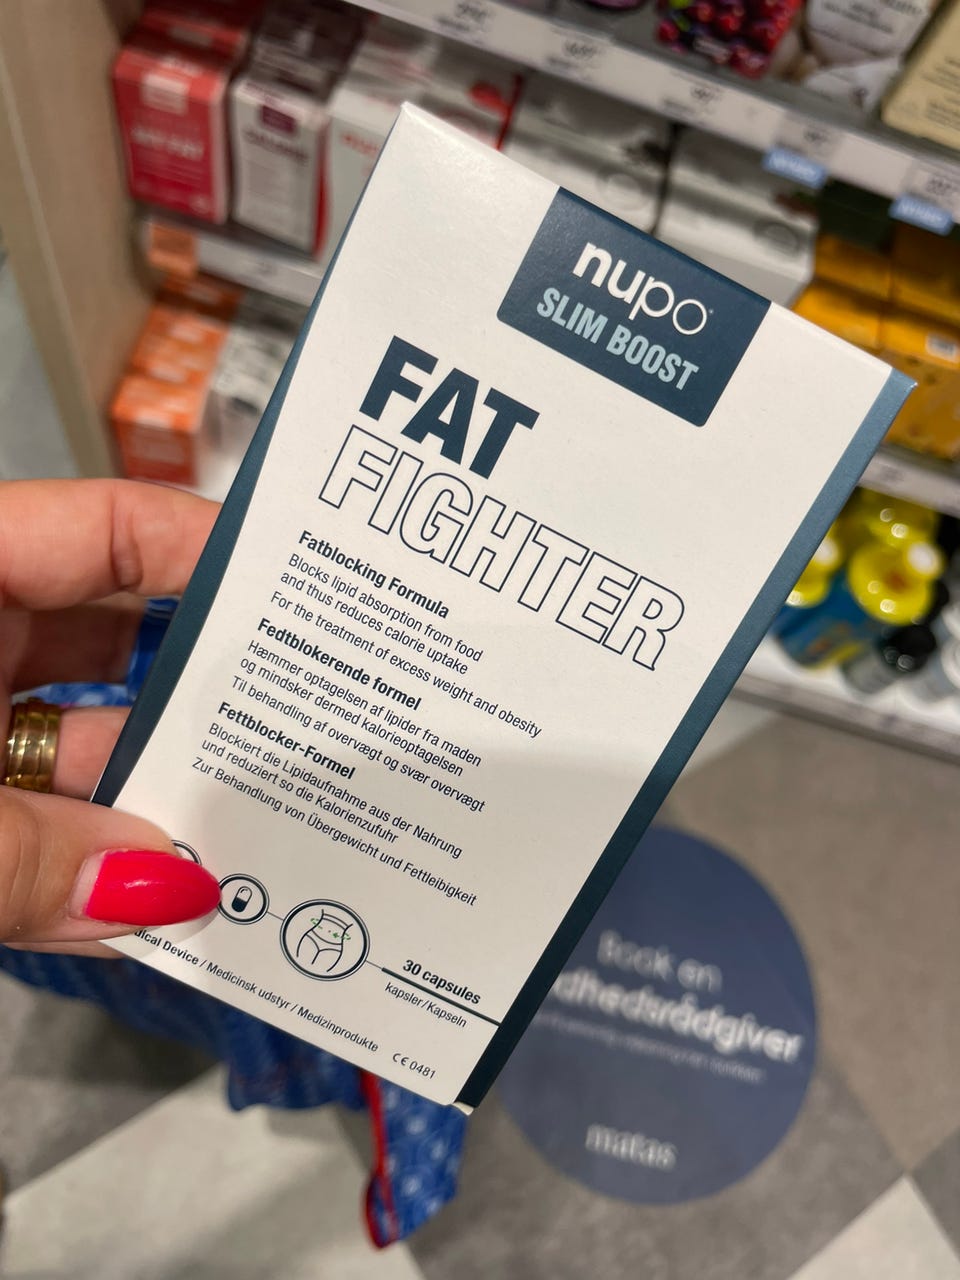 nupo
SLIM BOOST
FAT
FIGHTER
Fatblocking Formula
Blocks lipid absorption from food
and thus reduces calorie uptake
For the treatment of excess weight and obesity
Fedtblokerende formel
Hæmmer optagelsen af lipider fra maden
og mindsker dermed kalorieoptagelsen
Til behandling af overvægt og svær overvægt
Fettblocker-Formel
Blockiert die Lipidaufnahme aus der Nahrung
und reduziert so die Kalorienzufuhr
Zur Behandlung von Übergewicht und Fettleibigkeit
30 capsules
kapsler/Kapseln
dical Device / Medicinsk udstyr / Medizinprodukte
CE 0481
Book en
dhedsrådgiver
matas